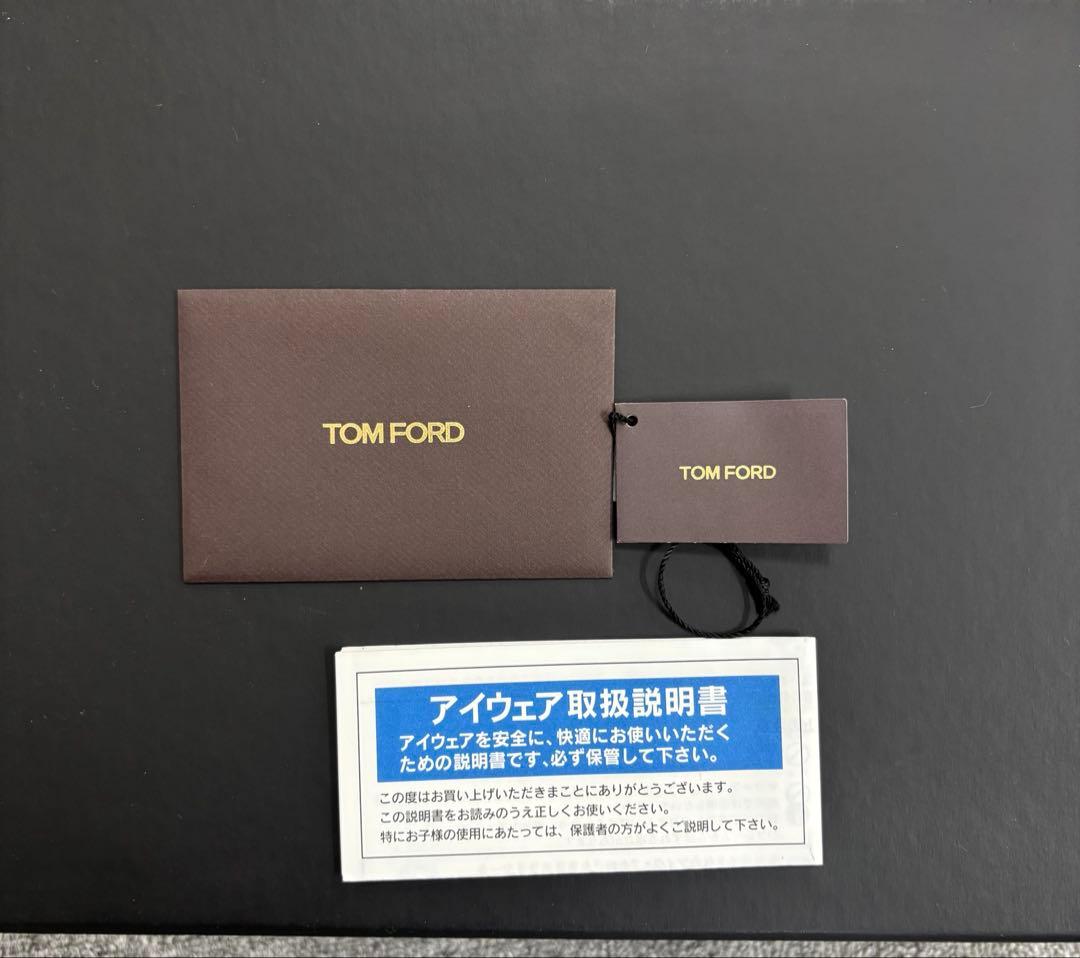 TOM FORD
TOM FORD
アイウェア取扱説明書
アイウェアを安全に、快適にお使いいただく
ための説明書です、必ず保管して下さい。
この度はお買い上げいただきまことにありがとうございます。
この説明書をお読みのうえ正しくお使いください。
特にお子様の使用にあたっては、保護者の方がよくご説明して下さい。